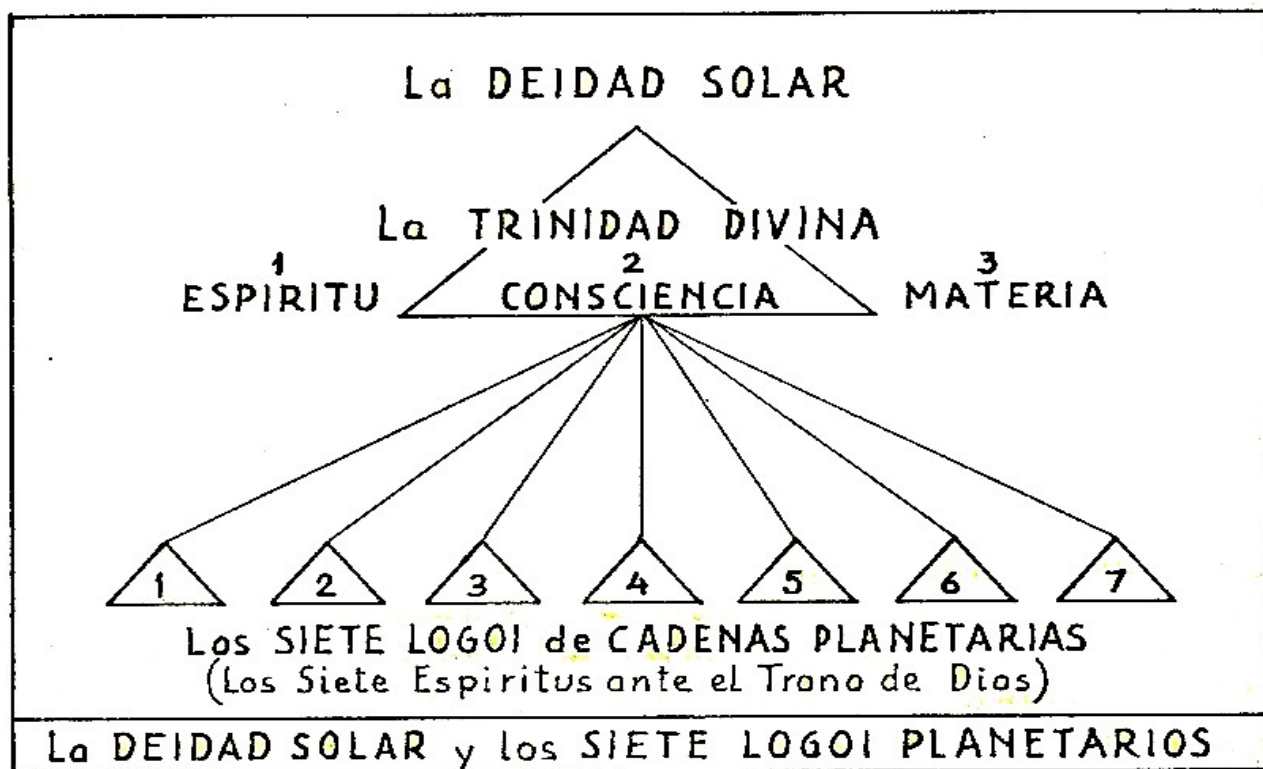 La DEIDAD SOLAR
La TRINIDAD DIVINA
1 2 3
ESPIRITU CONSCIENCIA MATERIA
1 2 3 4 5 6 7
Los SIETE LOGOI de CADENAS PLANETARIAS
(Los Siete Espiritus ante el Trono de Dios)
La DEIDAD SOLAR y los SIETE LOGOI PLANETARIOS